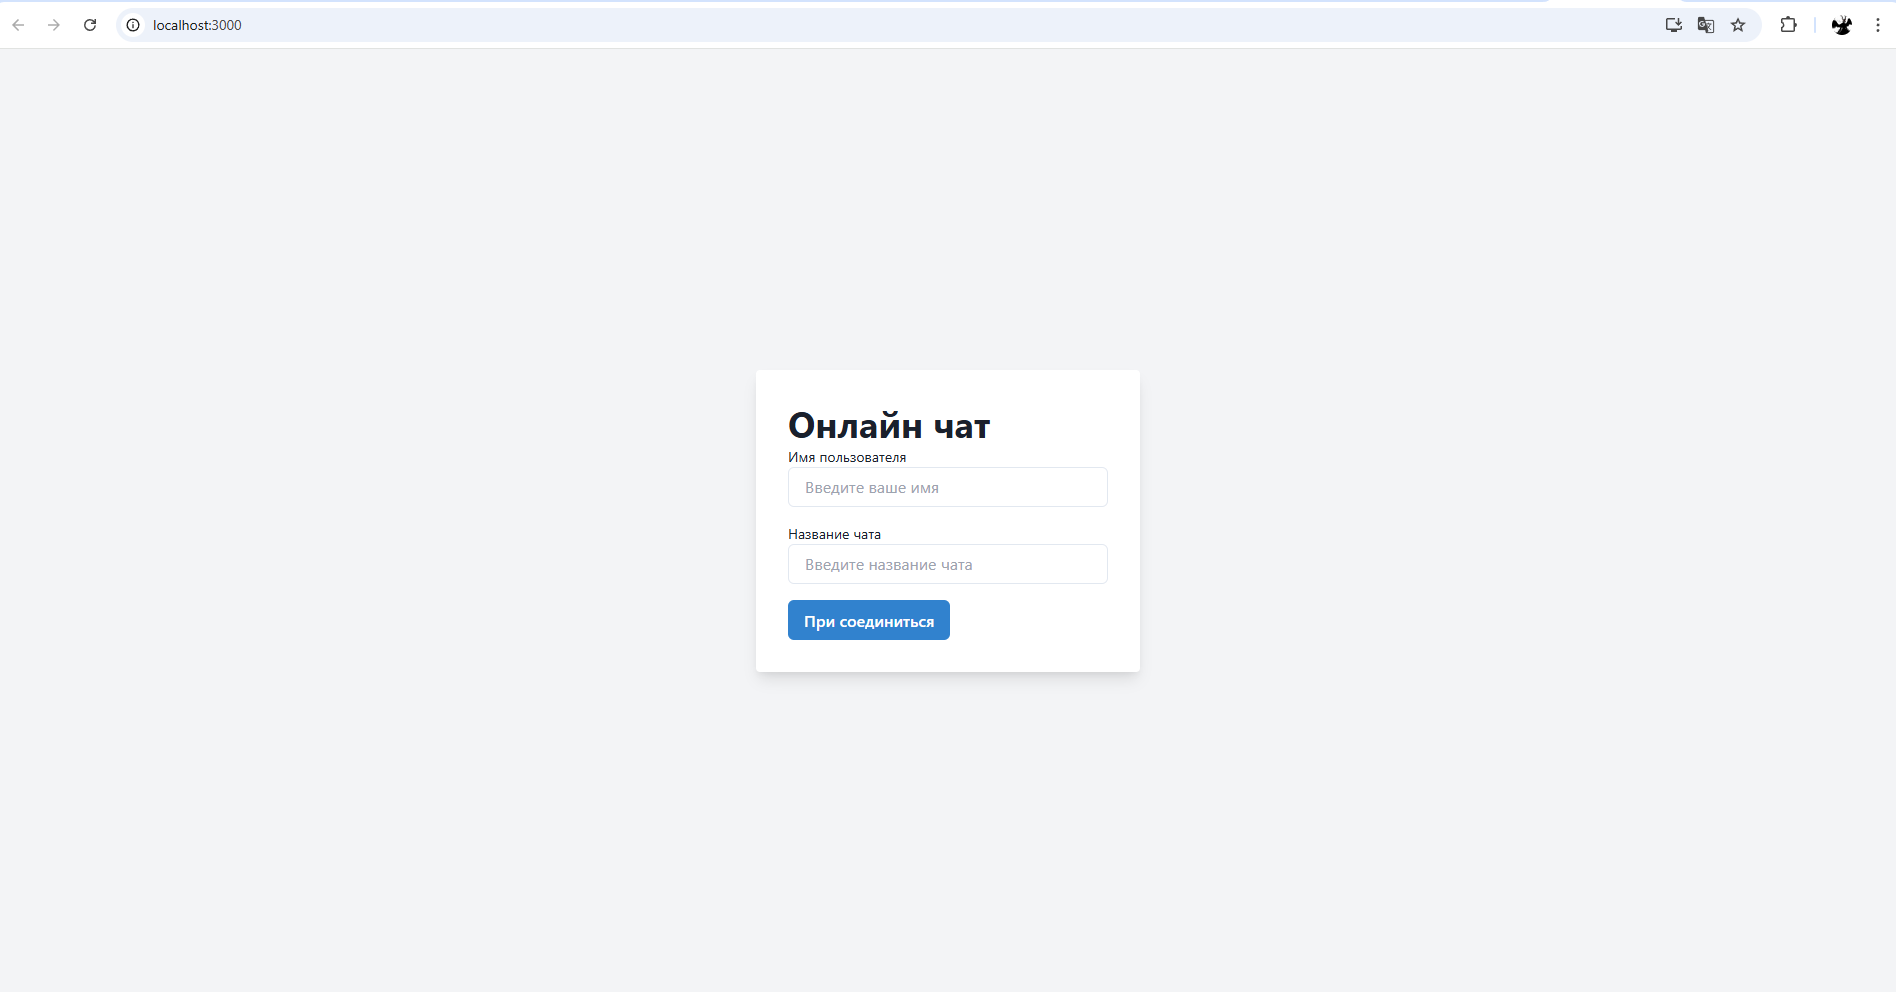 localhost:3000
Онлайн чат
Имя пользователя
Введите ваше имя
Название чата
Введите название чата
При соединиться